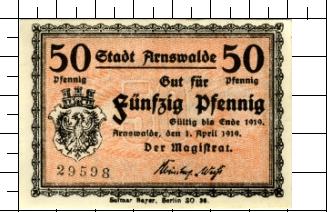 50 Stadt Arnswalde 50
Pfennig Gut für Pfennig
Fünfzig Pfennig
Gültig bis Ende 1919.
Arnswalde, den 1. April 1919.
Der Magistrat.
29598
Bayer, Berlin SO 36.